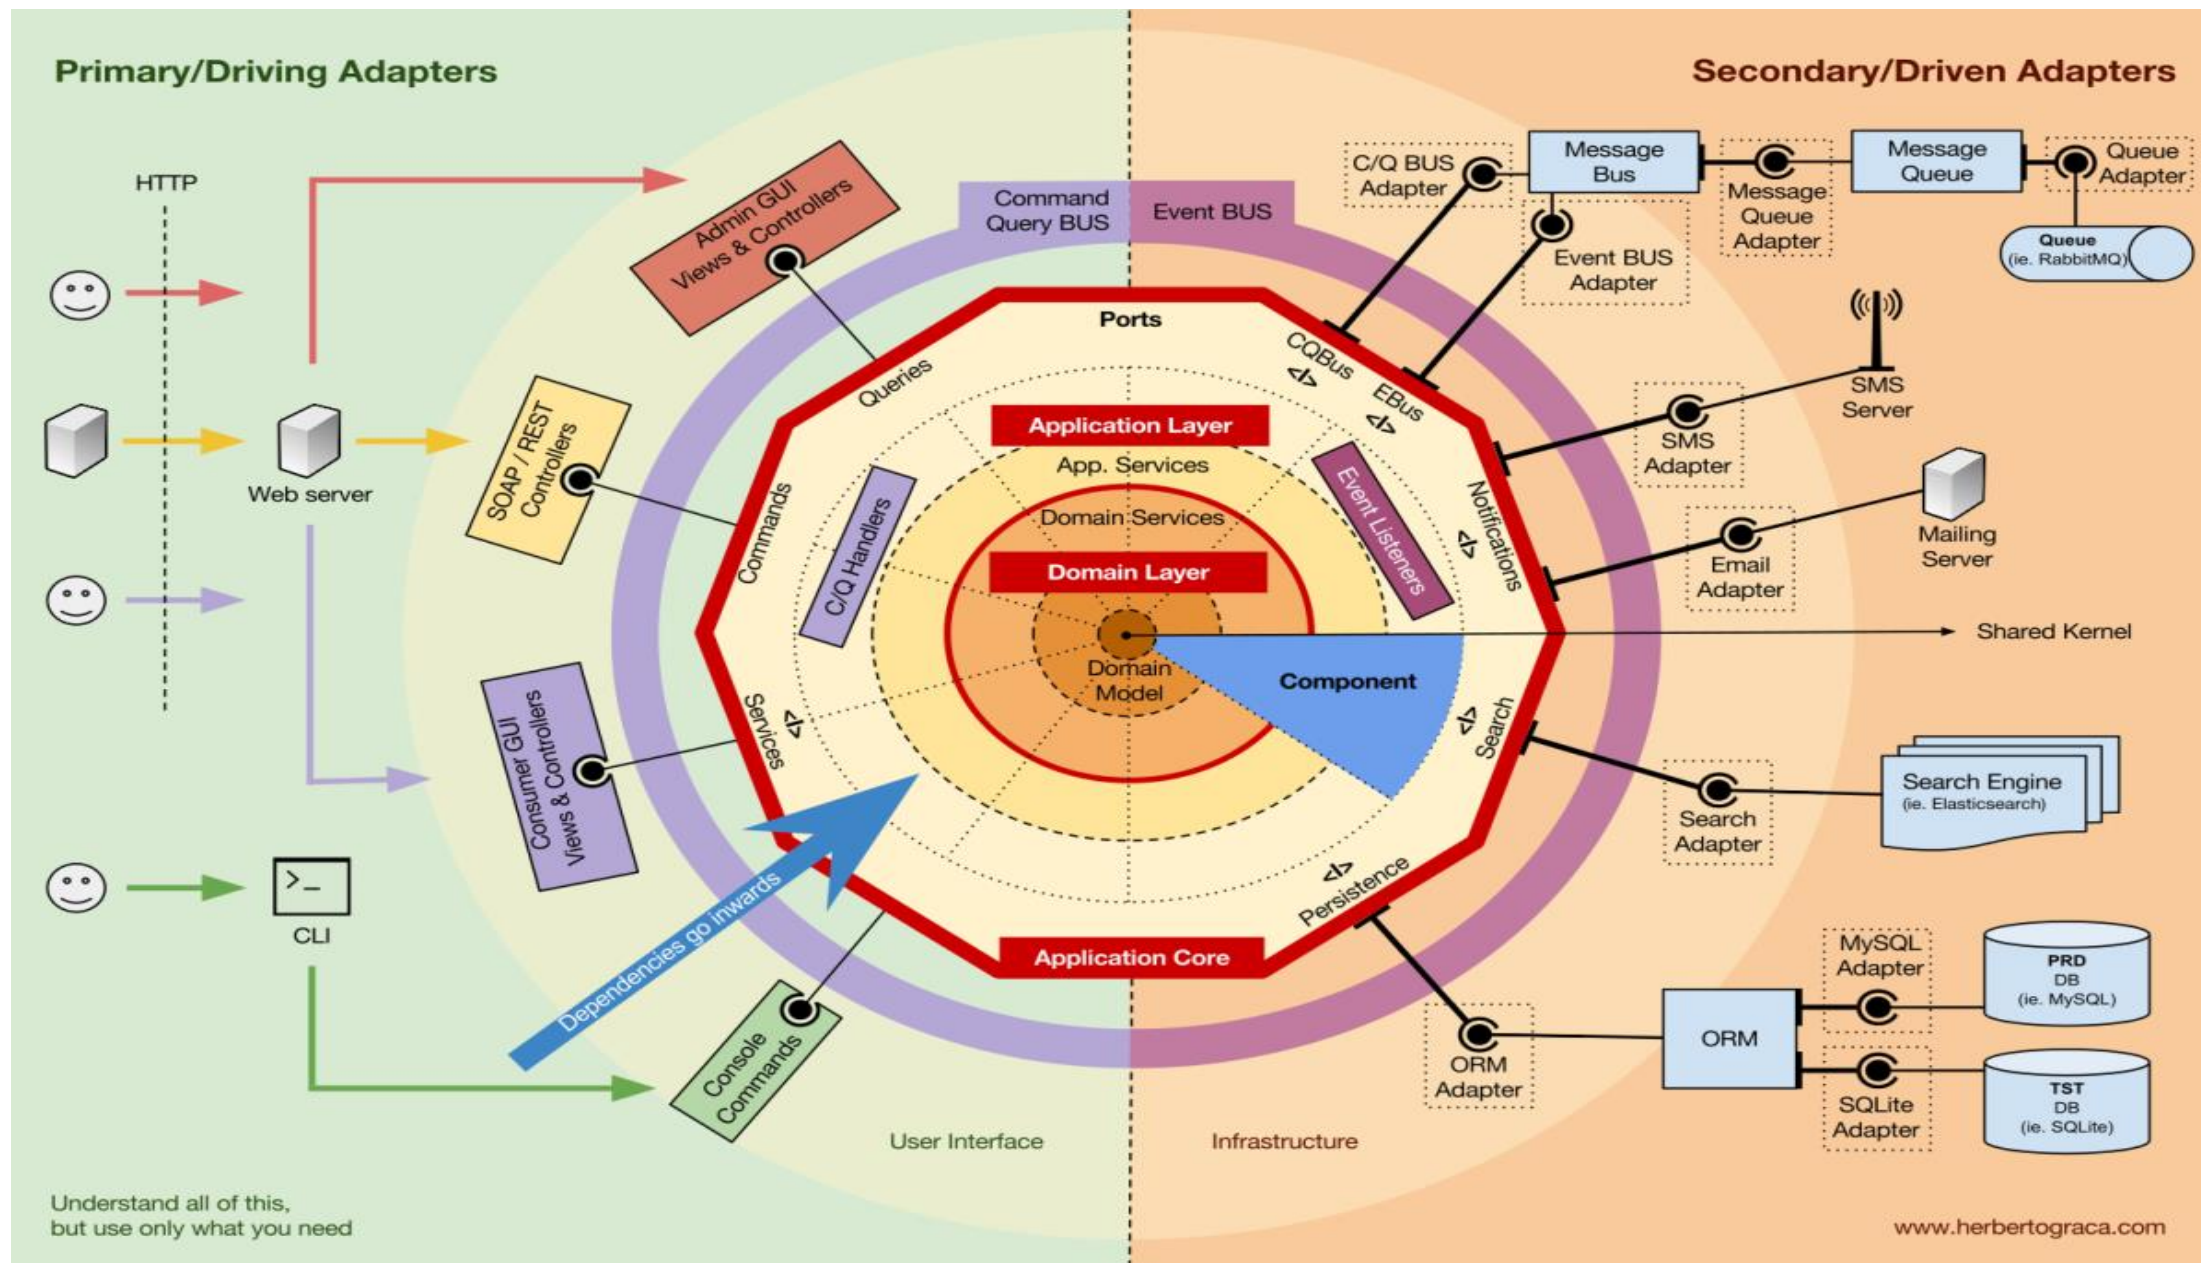 Primary/Driving Adapters
Secondary/Driven Adapters
HTTP
Web server
CLI
Admin GUI
Views & Controllers
SOAP / REST
Controllers
Consumer GUI
Views & Controllers
Console
Commands
Command
Query BUS
Event BUS
Ports
Queries
Commands
Services
CQBus
</>
EBus
</>
Notifications
</>
Search
</>
Persistence
</>
</>
Application Layer
App. Services
Domain Services
Domain Layer
Domain
Model
C/Q Handlers
Event Listeners
Component
Application Core
Dependencies go inwards
C/Q BUS
Adapter
Message
Bus
Event BUS
Adapter
Message
Queue
Adapter
Message
Queue
Queue
Adapter
Queue
(ie. RabbitMQ)
SMS
Server
SMS
Adapter
Mailing
Server
Email
Adapter
Shared Kernel
Search Engine
(ie. Elasticsearch)
Search
Adapter
ORM
Adapter
ORM
MySQL
Adapter
PRD
DB
(ie. MySQL)
SQLite
Adapter
TST
DB
(ie. SQLite)
>_
User Interface
Infrastructure
Understand all of this,
but use only what you need
www.herbertograca.com